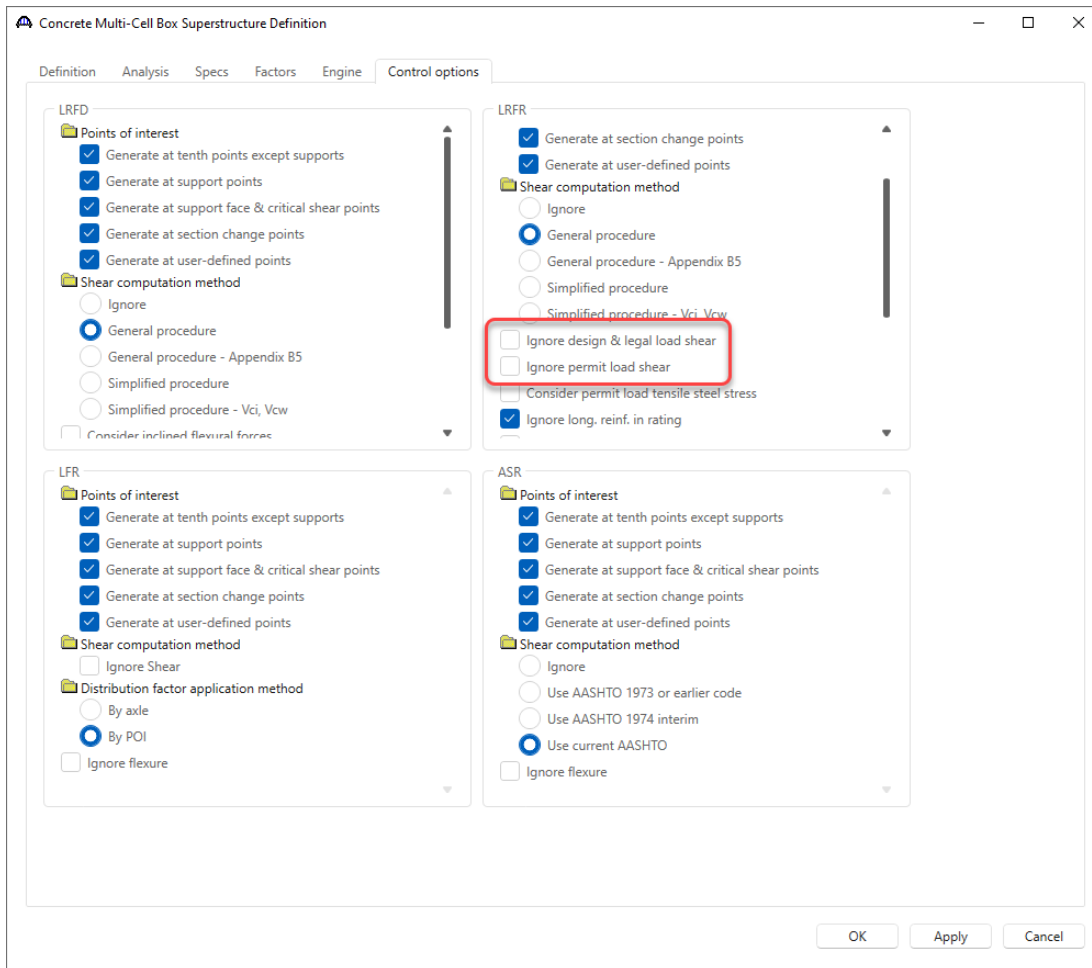 Concrete Multi-Cell Box Superstructure Definition
Definition Analysis Specs Factors Engine Control options
LRFD
Points of interest
Generate at tenth points except supports
Generate at support points
Generate at support face & critical shear points
Generate at section change points
Generate at user-defined points
Shear computation method
Ignore
General procedure
General procedure - Appendix B5
Simplified procedure
Simplified procedure - Vci, Vcw
Consider inclined flexural forces
LRFR
Generate at section change points
Generate at user-defined points
Shear computation method
Ignore
General procedure
General procedure - Appendix B5
Simplified procedure
Simplified procedure - Vci, Vcw
Ignore design & legal load shear
Ignore permit load shear
Consider permit load tensile steel stress
Ignore long. reinf. in rating
LFR
Points of interest
Generate at tenth points except supports
Generate at support points
Generate at support face & critical shear points
Generate at section change points
Generate at user-defined points
Shear computation method
Ignore Shear
Distribution factor application method
By axle
By POI
Ignore flexure
ASR
Points of interest
Generate at tenth points except supports
Generate at support points
Generate at support face & critical shear points
Generate at section change points
Generate at user-defined points
Shear computation method
Ignore
Use AASHTO 1973 or earlier code
Use AASHTO 1974 interim
Use current AASHTO
Ignore flexure
OK Apply Cancel